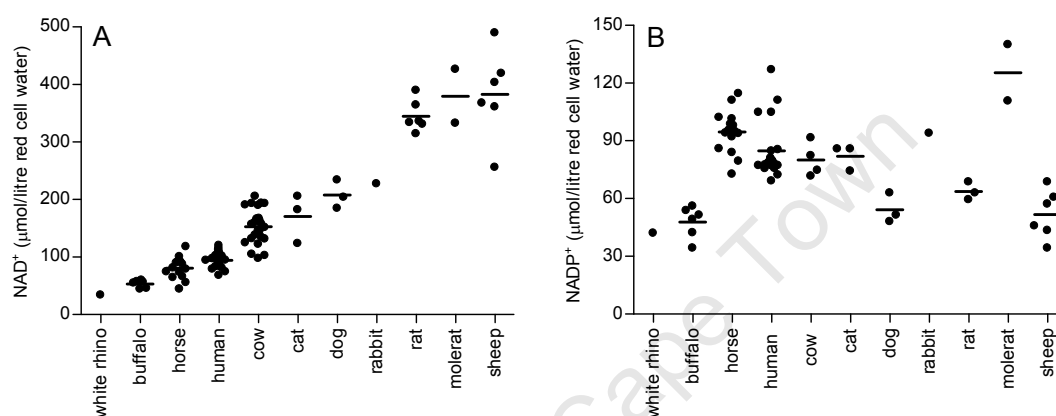 A
NAD+ (μmol/litre red cell water)
500
400
300
200
100
0
white rhino
buffalo
horse
human
cow
cat
dog
rabbit
rat
molerat
sheep
B
NADP+ (μmol/litre red cell water)
150
120
90
60
30
0
white rhino
buffalo
horse
human
cow
cat
dog
rabbit
rat
molerat
sheep
Cape Town